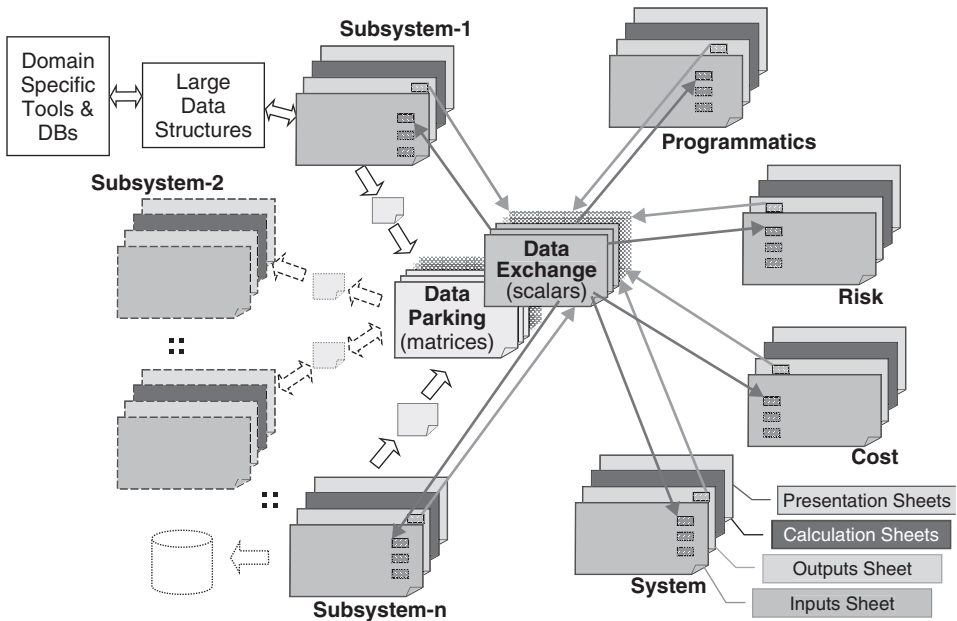 Subsystem-1
Domain
Specific
Tools &
DBs
Large
Data
Structures
Programmatics
Subsystem-2
Data
Exchange
(scalars)
Data
Parking
(matrices)
Risk
Cost
Presentation Sheets
Calculation Sheets
Outputs Sheet
Inputs Sheet
System
Subsystem-n